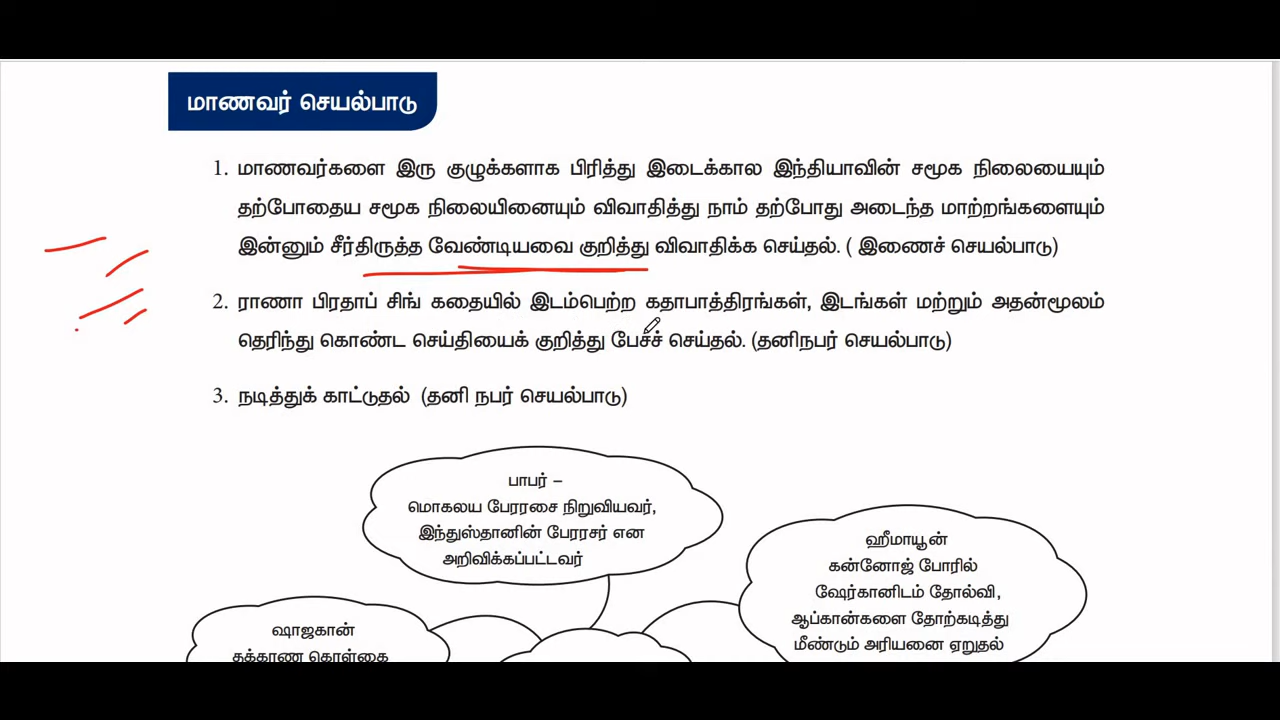 மாணவர் செயல்பாடு
1. மாணவர்களை இரு குழுக்களாக பிரித்து இடைக்கால இந்தியாவின் சமூக நிலையையும்
தற்போதைய சமூக நிலையினையும் விவாதித்து நாம் தற்போது அடைந்த மாற்றங்களையும்
இன்னும் சீர்திருத்த வேண்டியவை குறித்து விவாதிக்க செய்தல். ( இணைச் செயல்பாடு)
2. ராணா பிரதாப் சிங் கதையில் இடம்பெற்ற கதாபாத்திரங்கள், இடங்கள் மற்றும் அதன்மூலம்
தெரிந்து கொண்ட செய்தியைக் குறித்து பேச்ச் செய்தல். (தனிநபர் செயல்பாடு)
3. நடித்துக் காட்டுதல் (தனி நபர் செயல்பாடு)
பாபர் –
மொகலய பேரரசை நிறுவியவர்,
இந்துஸ்தானின் பேரரசர் என
அறிவிக்கப்பட்டவர்
ஹீமாயூன்
கன்னோஜ் போரில்
ஷேர்கானிடம் தோல்வி,
ஆப்கான்களை தோற்கடித்து
மீண்டும் அரியனை ஏறுதல்
ஷாஜகான்
தக்காண கொள்கை